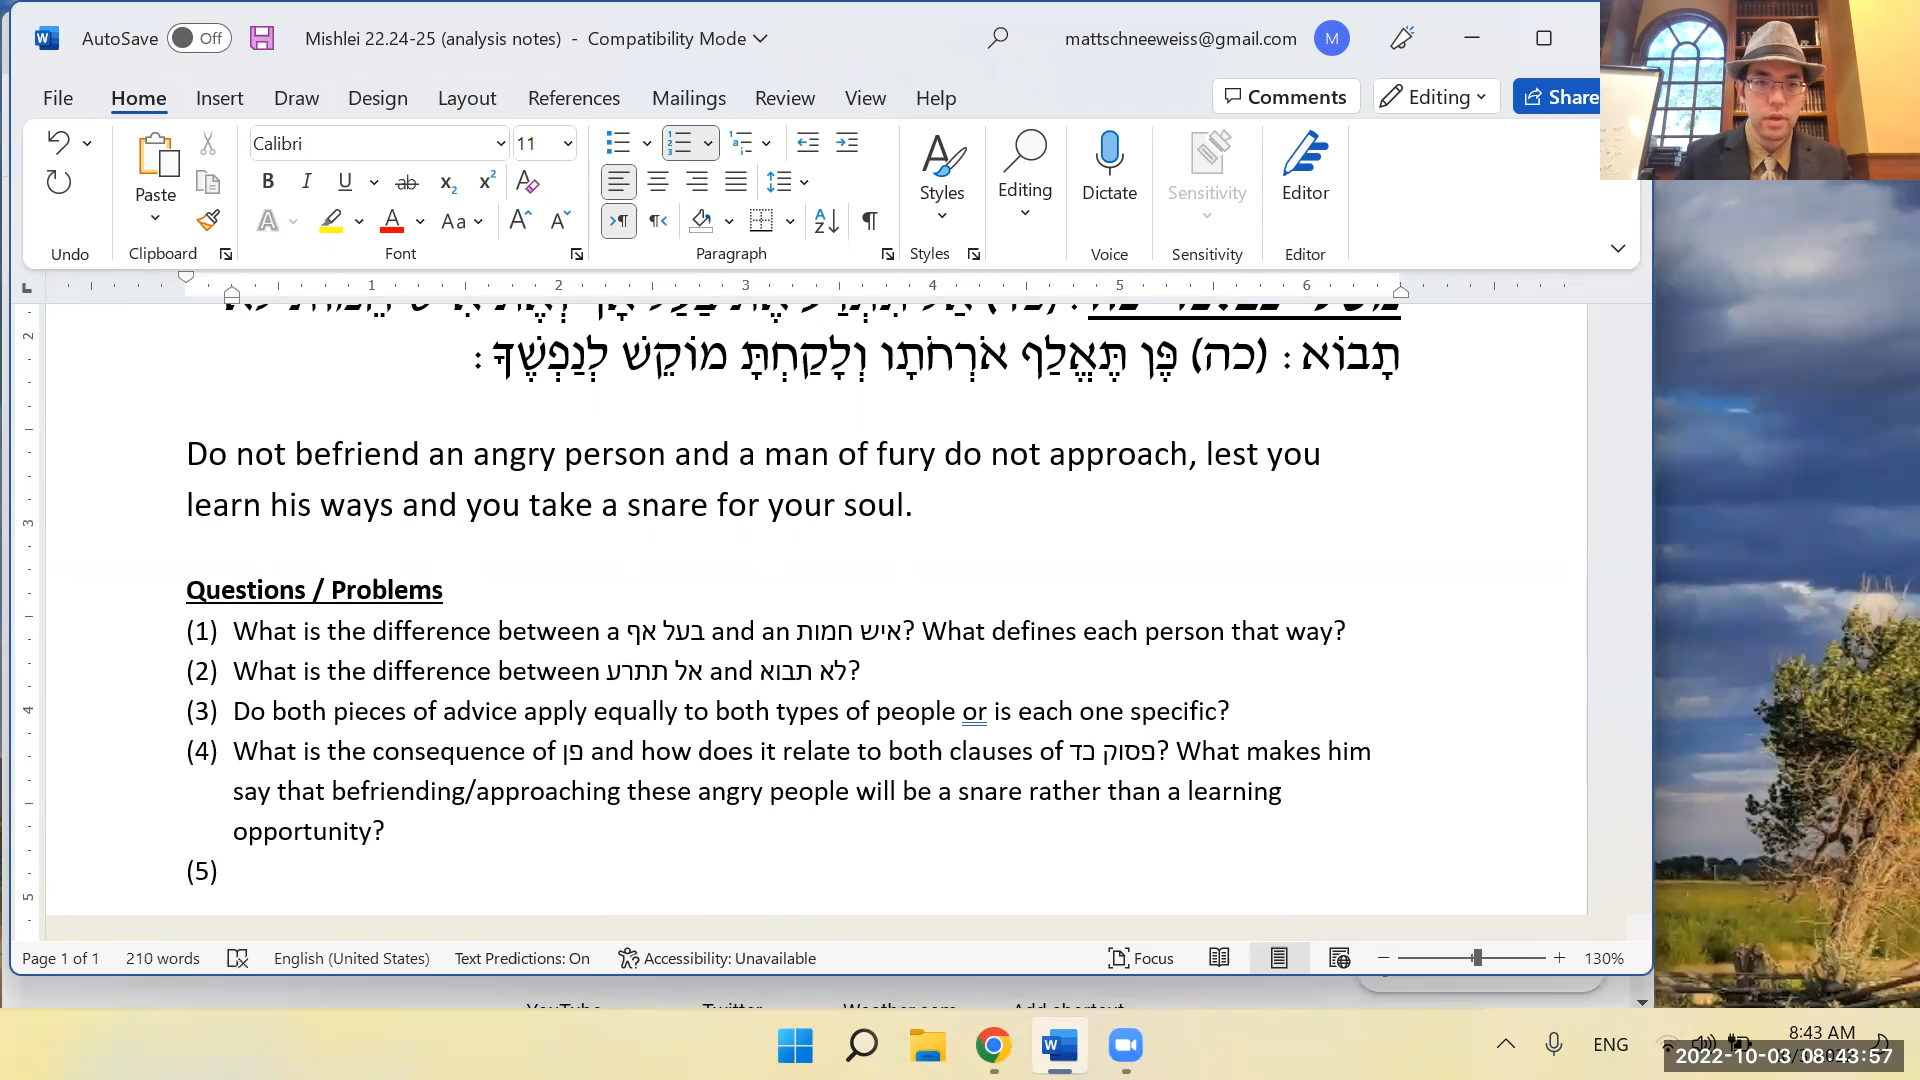 AutoSave Off Mishlei 22.24-25 (analysis notes) - Compatibility Mode mattschneeweiss@gmail.com M
File Home Insert Draw Design Layout References Mailings Review View Help Comments Editing Share
Calibri 11
Paste Styles Editing Dictate Sensitivity Editor
Undo Clipboard Font Paragraph Styles Voice Sensitivity Editor
1 2 3 4 5 6
תָבוֹא: (כה) פֶּן תֶּאֱלַף אֹרְחֹתָו וְלָקַחְתָּ מוֹקֵשׁ לְנַפְשֶׁךָ:
Do not befriend an angry person and a man of fury do not approach, lest you
learn his ways and you take a snare for your soul.
Questions / Problems
(1) What is the difference between a בעל אף and an איש חמות? What defines each person that way?
(2) What is the difference between אל תתרע and לא תבוא?
(3) Do both pieces of advice apply equally to both types of people or is each one specific?
(4) What is the consequence of פן and how does it relate to both clauses of פסוק כד? What makes him
say that befriending/approaching these angry people will be a snare rather than a learning
opportunity?
(5)
Page 1 of 1 210 words English (United States) Text Predictions: On Accessibility: Unavailable Focus 130%
ENG 8:43 AM
2022-10-03 08:43:57